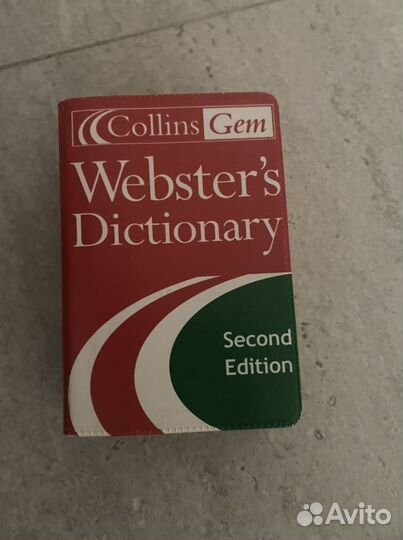 Collins Gem
Webster's
Dictionary
Second
Edition
Avito